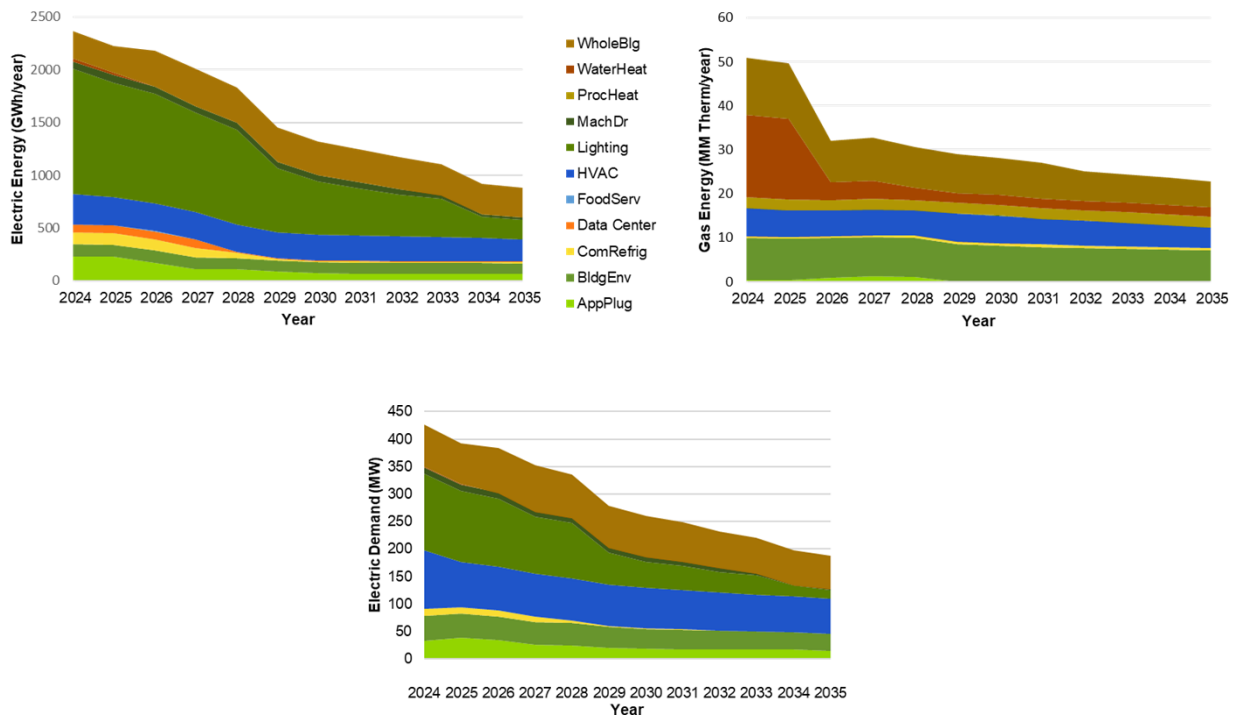 Electric Energy (GWh/year)
2500
2000
1500
1000
500
0
2024 2025 2026 2027 2028 2029 2030 2031 2032 2033 2034 2035
Year
WholeBlg
WaterHeat
ProcHeat
MachDr
Lighting
HVAC
FoodServ
Data Center
ComRefrig
BldgEnv
AppPlug
Gas Energy (MM Therm/year)
60
50
40
30
20
10
0
2024 2025 2026 2027 2028 2029 2030 2031 2032 2033 2034 2035
Year
Electric Demand (MW)
450
400
350
300
250
200
150
100
50
0
2024 2025 2026 2027 2028 2029 2030 2031 2032 2033 2034 2035
Year